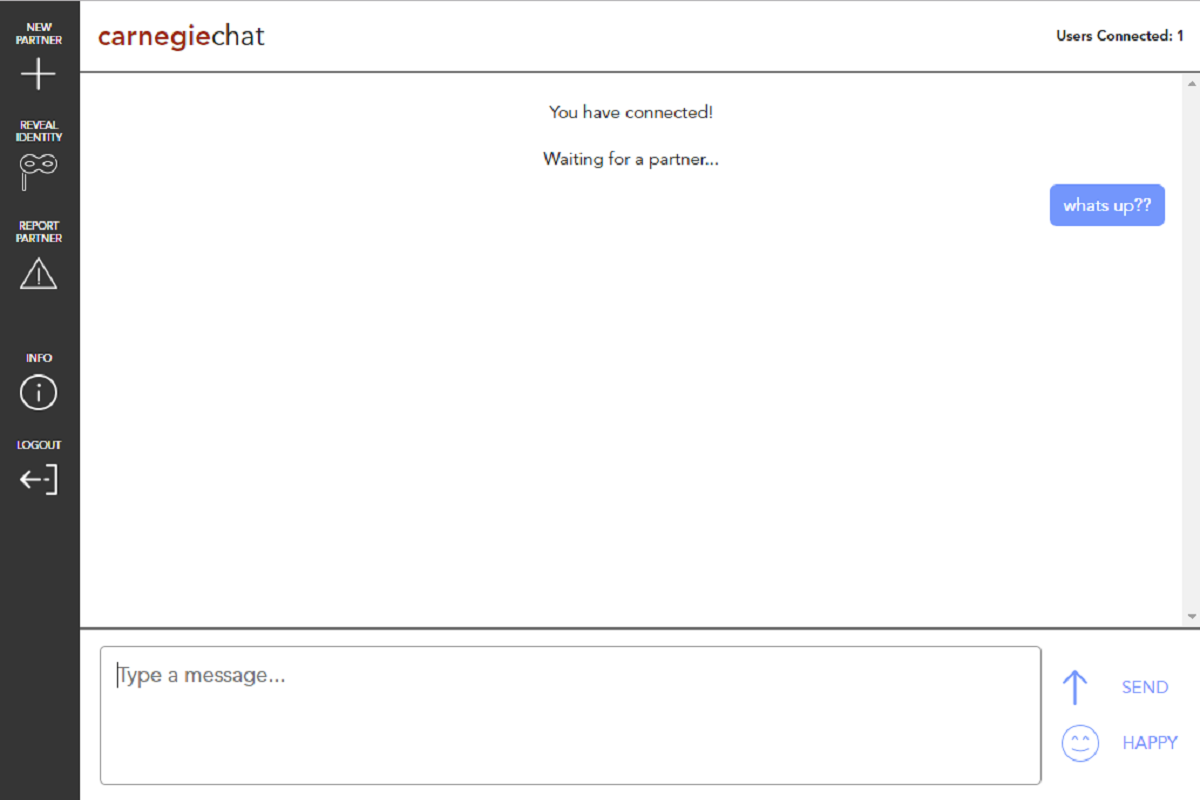 NEW
PARTNER
REVEAL
IDENTITY
REPORT
PARTNER
INFO
LOGOUT
carnegiechat
Users Connected: 1
You have connected!
Waiting for a partner...
whats up??
Type a message...
SEND
HAPPY